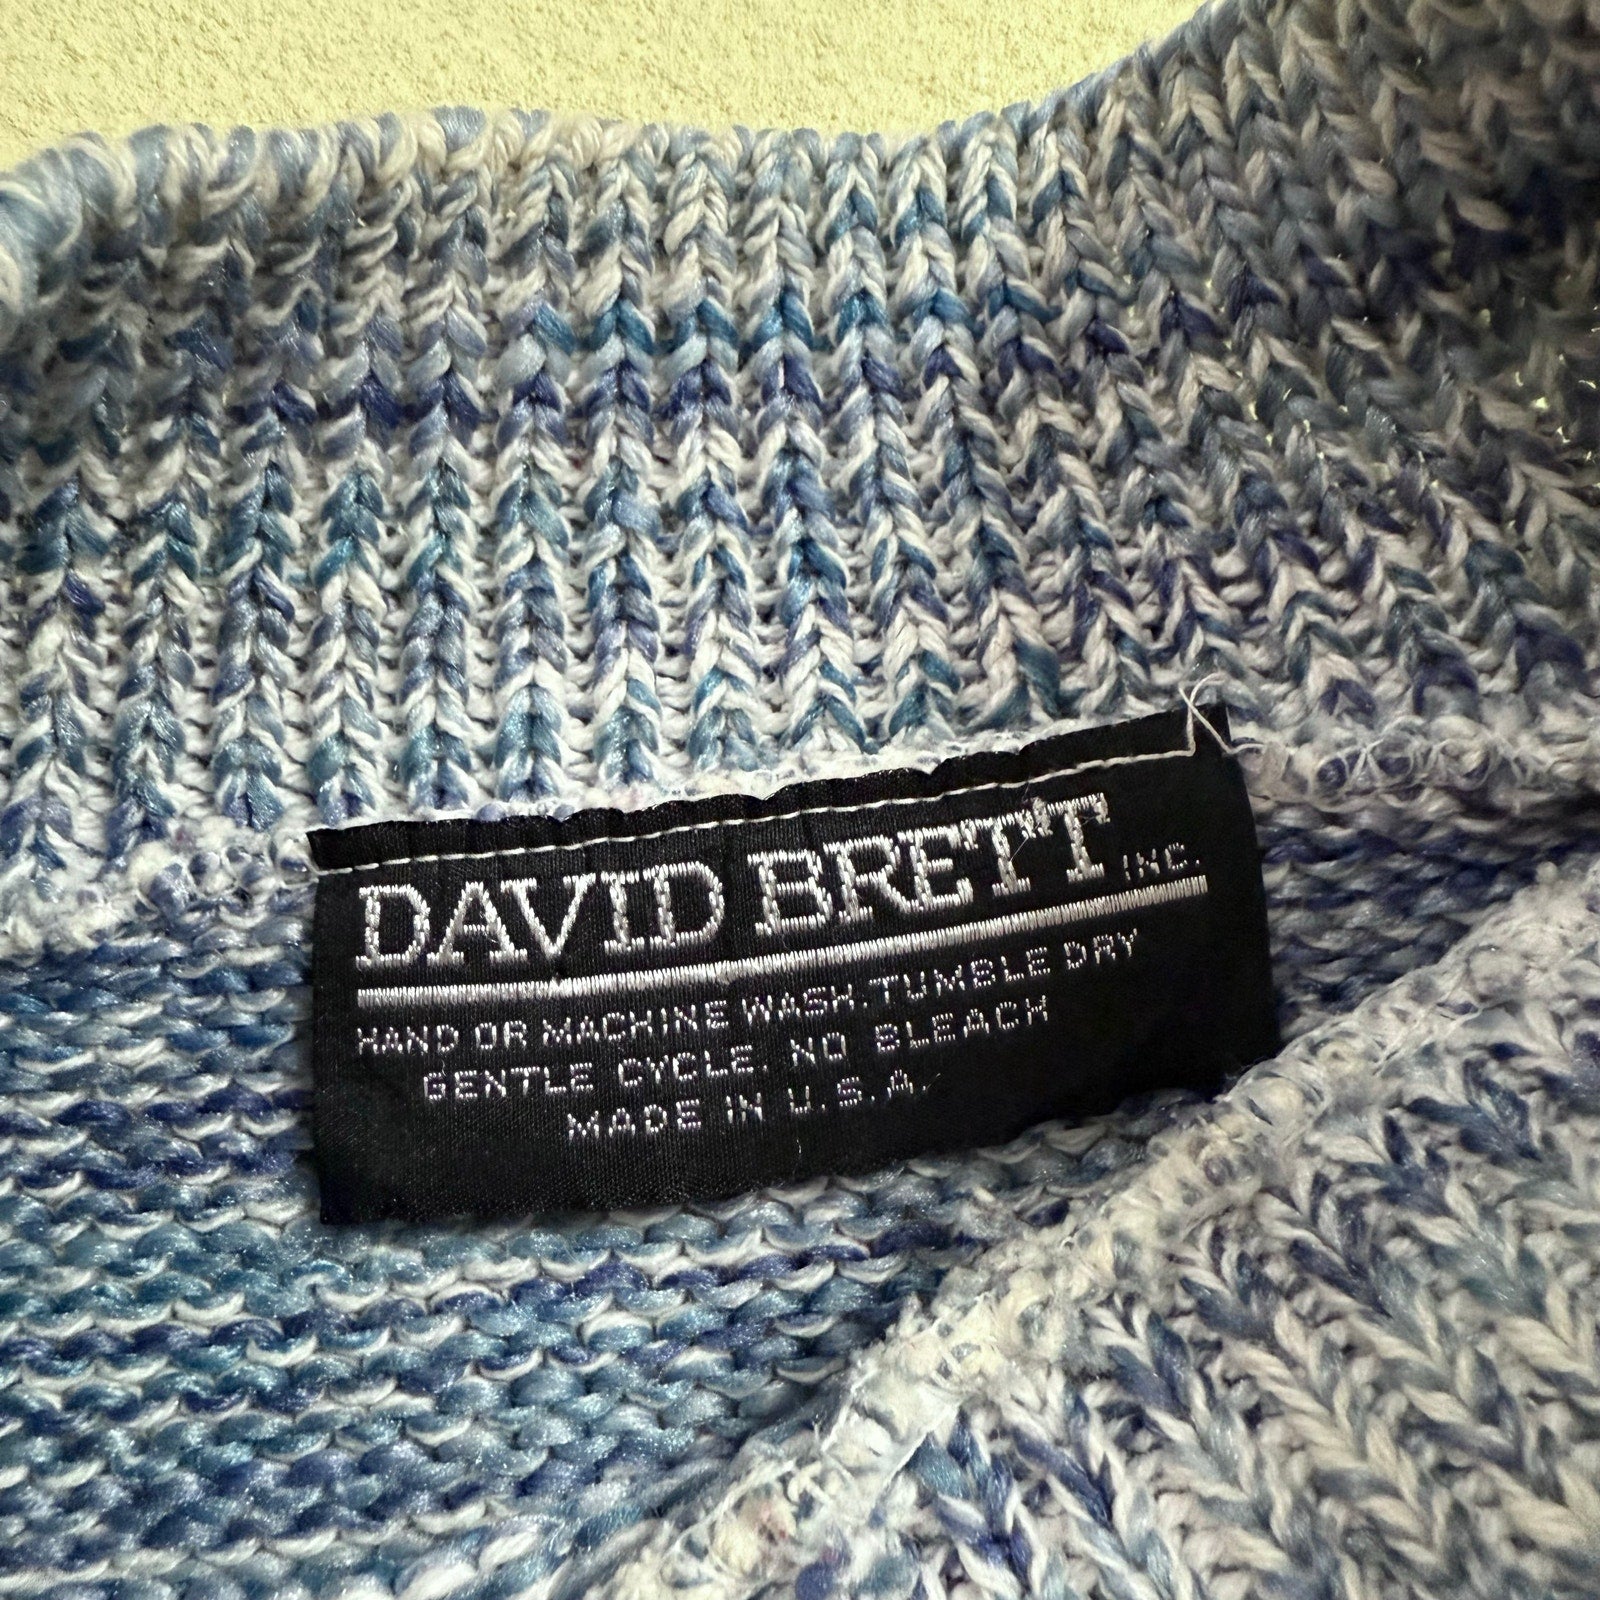 DAVID BRETT INC.
HAND OR MACHINE WASH. TUMBLE DRY
GENTLE CYCLE. NO BLEACH
MADE IN U.S.A.